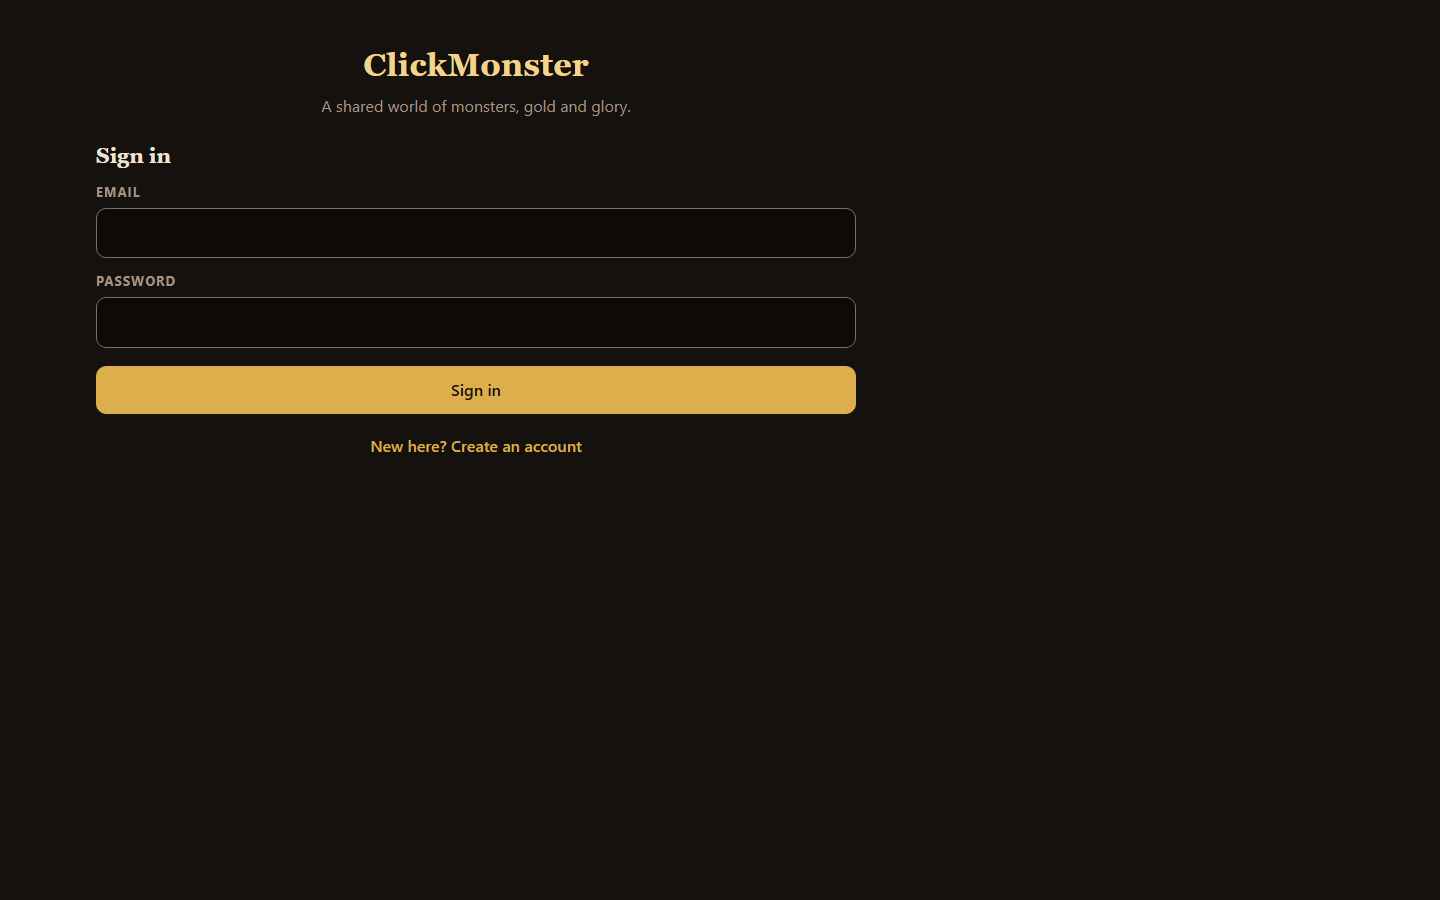 ClickMonster
A shared world of monsters, gold and glory.
Sign in
EMAIL
PASSWORD
Sign in
New here? Create an account